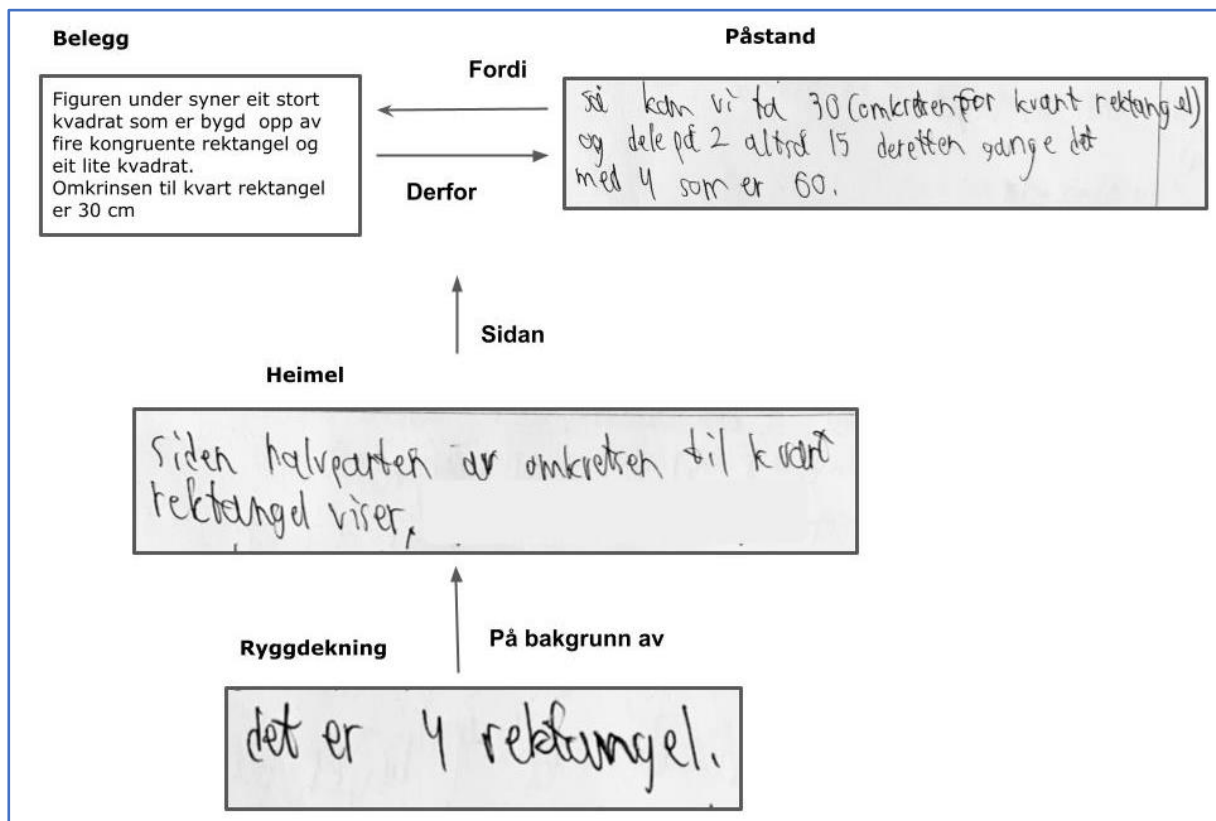 Belegg
Påstand
Fordi
Figuren under syner eit stort
kvadrat som er bygd opp av
fire kongruente rektangel og
eit lite kvadrat.
Omkrinsen til kvart rektangel
er 30 cm
så kan vi ta 30 (omkretsen for kvart rektangel)
og dele på 2 altså 15 deretter gange det
med 4 som er 60.
Derfor
Sidan
Heimel
siden halvparten av omkretsen til kvart
rektangel viser,
Ryggdekning
På bakgrunn av
det er 4 rektangel.